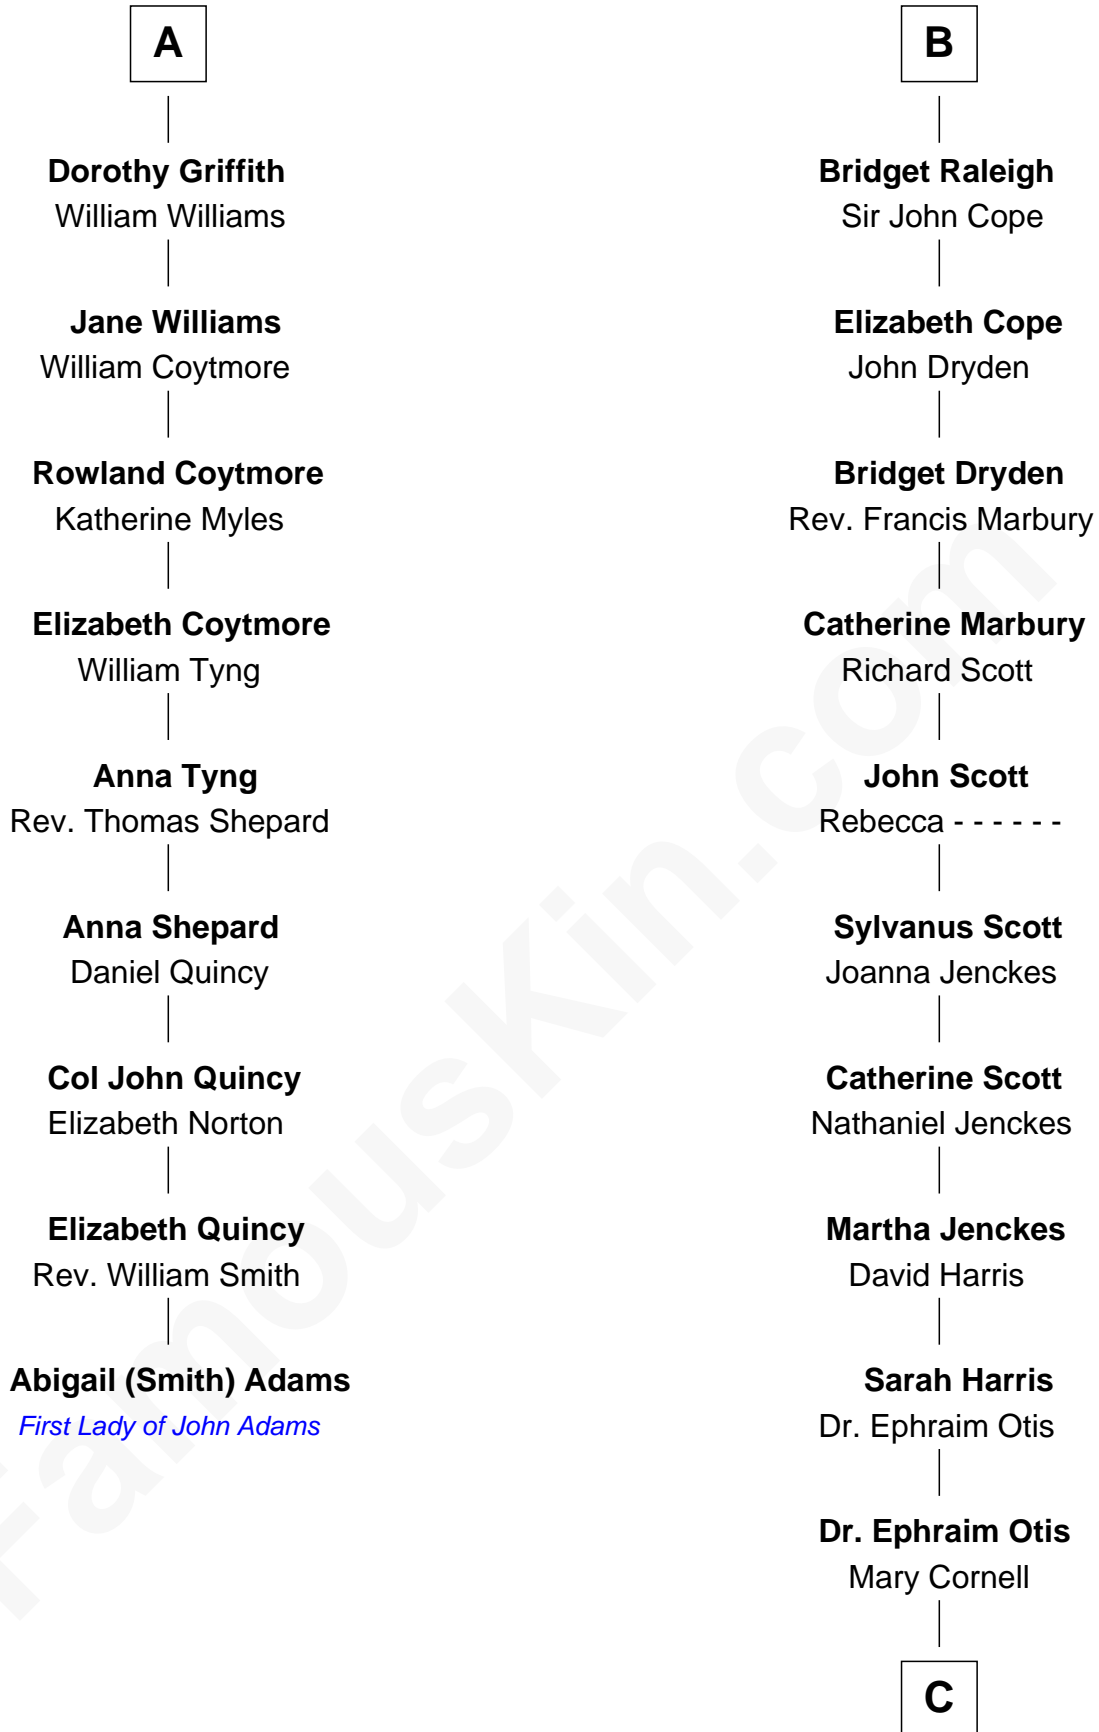 A
Dorothy Griffith
William Williams
Jane Williams
William Coytmore
Rowland Coytmore
Katherine Myles
Elizabeth Coytmore
William Tyng
Anna Tyng
Rev. Thomas Shepard
Anna Shepard
Daniel Quincy
Col John Quincy
Elizabeth Norton
Elizabeth Quincy
Rev. William Smith
Abigail (Smith) Adams
First Lady of John Adams
B
Bridget Raleigh
Sir John Cope
Elizabeth Cope
John Dryden
Bridget Dryden
Rev. Francis Marbury
Catherine Marbury
Richard Scott
John Scott
Rebecca - - - - - -
Sylvanus Scott
Joanna Jenckes
Catherine Scott
Nathaniel Jenckes
Martha Jenckes
David Harris
Sarah Harris
Dr. Ephraim Otis
Dr. Ephraim Otis
Mary Cornell
C
FamousKin.com